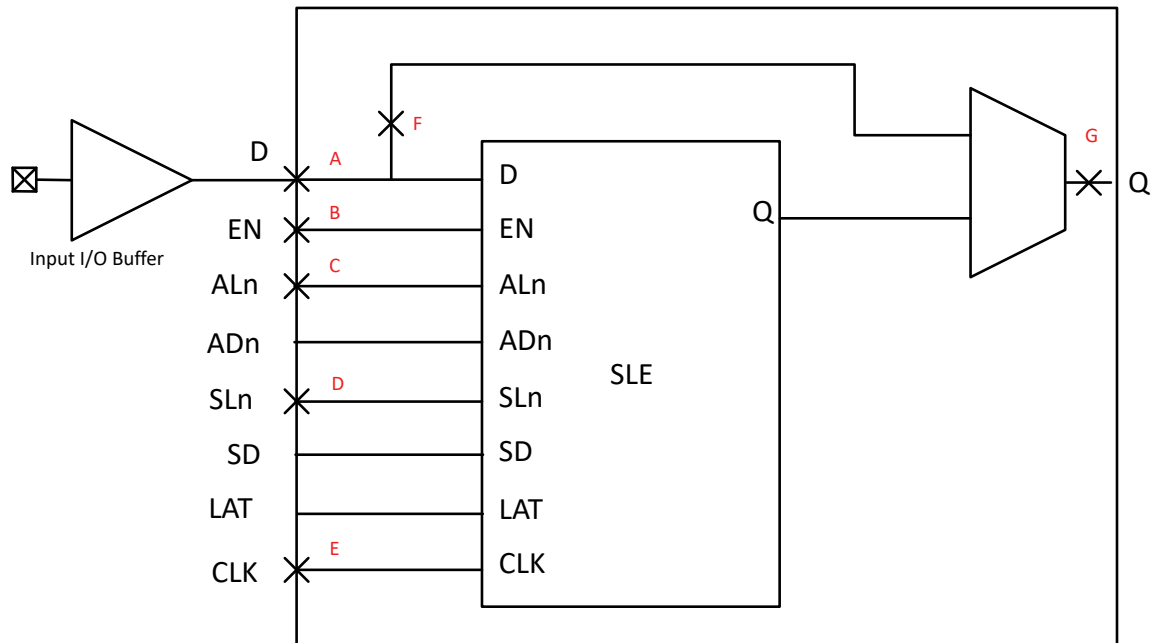 F
G
D
A
D
Q
Q
B
EN
EN
Input I/O Buffer
C
ALn
ALn
ADn
ADn
SLE
D
SLn
SLn
SD
SD
LAT
LAT
E
CLK
CLK